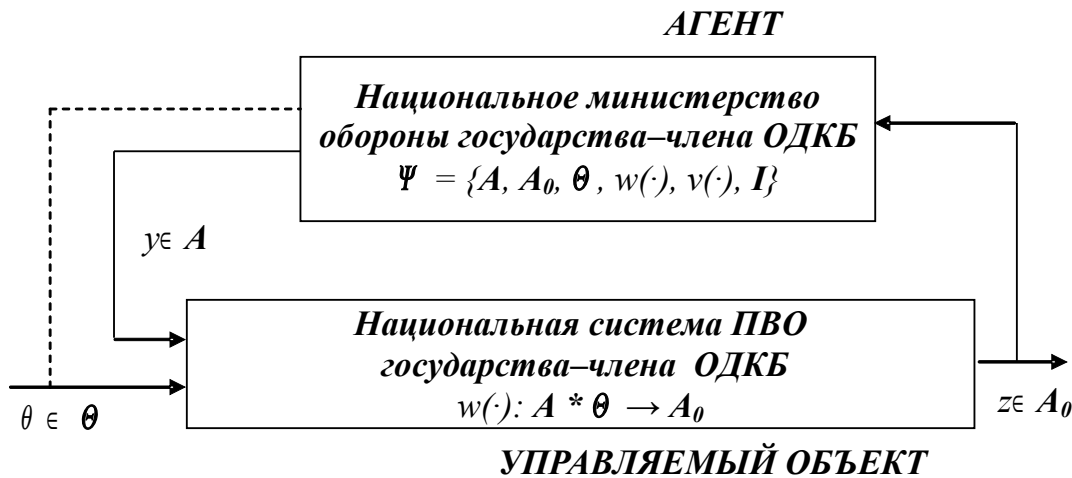 АГЕНТ
Национальное министерство
обороны государства–члена ОДКБ
Ψ = {A, A₀, Θ, w(·), v(·), I}
y∈ A
Национальная система ПВО
государства–члена ОДКБ
w(·): A * Θ → A₀
θ ∈ Θ
z∈ A₀
УПРАВЛЯЕМЫЙ ОБЪЕКТ